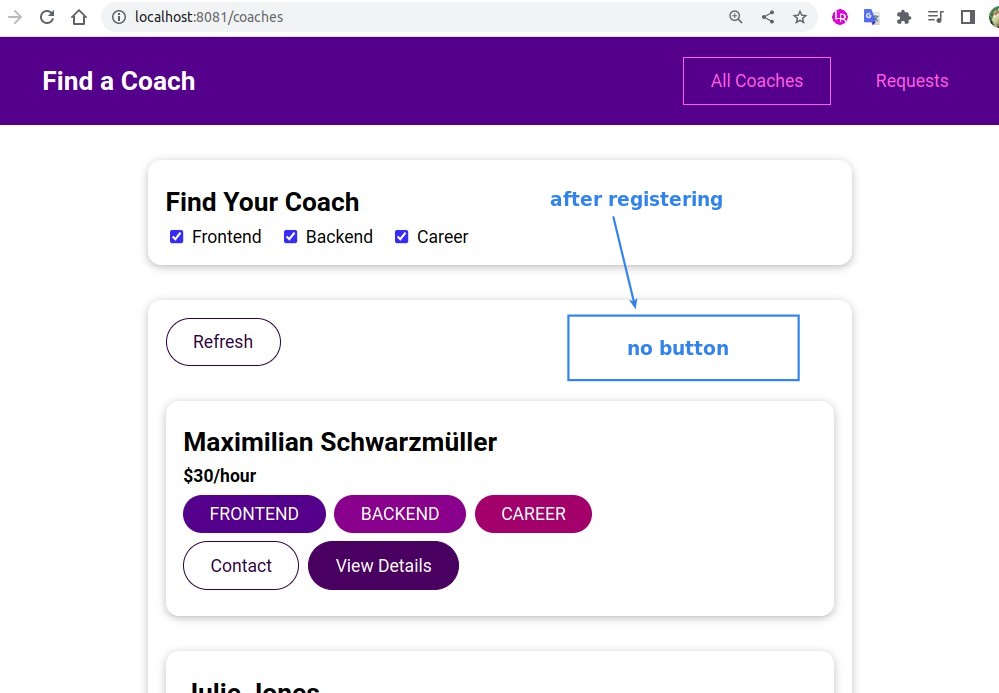 localhost:8081/coaches
Find a Coach
All Coaches
Requests
Find Your Coach
after registering
Frontend Backend Career
Refresh
no button
Maximilian Schwarzmüller
$30/hour
FRONTEND BACKEND CAREER
Contact View Details
Julie Jones